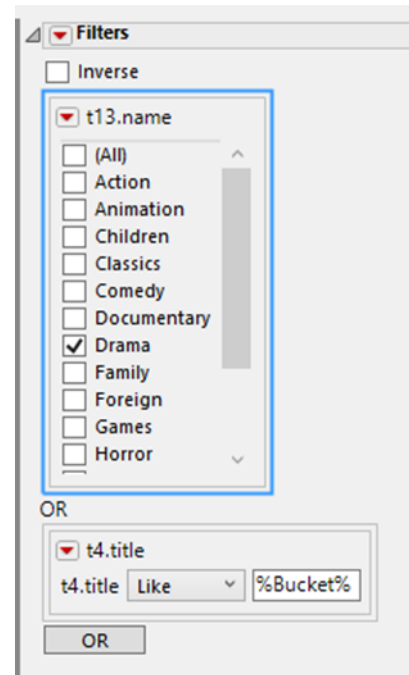 Filters
Inverse
t13.name
(All)
Action
Animation
Children
Classics
Comedy
Documentary
Drama
Family
Foreign
Games
Horror
OR
t4.title
t4.title Like %Bucket%
OR